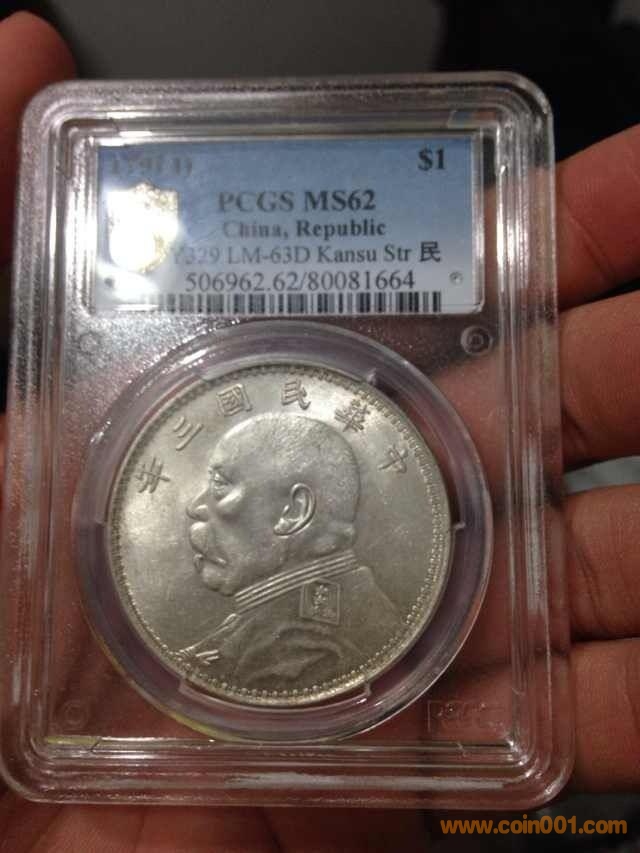 $1
PCGS MS62
China, Republic
Y329 LM-63D Kansu Str 民
506962.62/80081664
中華民國三年
www.coin001.com